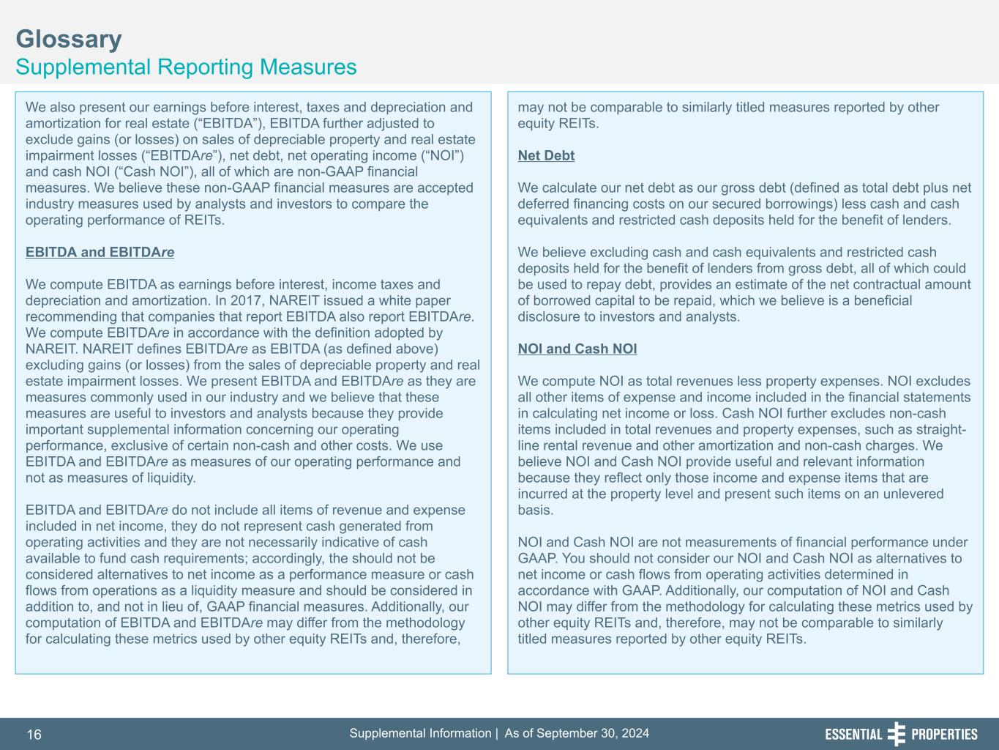 Glossary
Supplemental Reporting Measures
We also present our earnings before interest, taxes and depreciation and
amortization for real estate (“EBITDA”), EBITDA further adjusted to
exclude gains (or losses) on sales of depreciable property and real estate
impairment losses (“EBITDAre”), net debt, net operating income (“NOI”)
and cash NOI (“Cash NOI”), all of which are non-GAAP financial
measures. We believe these non-GAAP financial measures are accepted
industry measures used by analysts and investors to compare the
operating performance of REITs.
EBITDA and EBITDAre
We compute EBITDA as earnings before interest, income taxes and
depreciation and amortization. In 2017, NAREIT issued a white paper
recommending that companies that report EBITDA also report EBITDAre.
We compute EBITDAre in accordance with the definition adopted by
NAREIT. NAREIT defines EBITDAre as EBITDA (as defined above)
excluding gains (or losses) from the sales of depreciable property and real
estate impairment losses. We present EBITDA and EBITDAre as they are
measures commonly used in our industry and we believe that these
measures are useful to investors and analysts because they provide
important supplemental information concerning our operating
performance, exclusive of certain non-cash and other costs. We use
EBITDA and EBITDAre as measures of our operating performance and
not as measures of liquidity.
EBITDA and EBITDAre do not include all items of revenue and expense
included in net income, they do not represent cash generated from
operating activities and they are not necessarily indicative of cash
available to fund cash requirements; accordingly, the should not be
considered alternatives to net income as a performance measure or cash
flows from operations as a liquidity measure and should be considered in
addition to, and not in lieu of, GAAP financial measures. Additionally, our
computation of EBITDA and EBITDAre may differ from the methodology
for calculating these metrics used by other equity REITs and, therefore,
may not be comparable to similarly titled measures reported by other
equity REITs.
Net Debt
We calculate our net debt as our gross debt (defined as total debt plus net
deferred financing costs on our secured borrowings) less cash and cash
equivalents and restricted cash deposits held for the benefit of lenders.
We believe excluding cash and cash equivalents and restricted cash
deposits held for the benefit of lenders from gross debt, all of which could
be used to repay debt, provides an estimate of the net contractual amount
of borrowed capital to be repaid, which we believe is a beneficial
disclosure to investors and analysts.
NOI and Cash NOI
We compute NOI as total revenues less property expenses. NOI excludes
all other items of expense and income included in the financial statements
in calculating net income or loss. Cash NOI further excludes non-cash
items included in total revenues and property expenses, such as straight-
line rental revenue and other amortization and non-cash charges. We
believe NOI and Cash NOI provide useful and relevant information
because they reflect only those income and expense items that are
incurred at the property level and present such items on an unlevered
basis.
NOI and Cash NOI are not measurements of financial performance under
GAAP. You should not consider our NOI and Cash NOI as alternatives to
net income or cash flows from operating activities determined in
accordance with GAAP. Additionally, our computation of NOI and Cash
NOI may differ from the methodology for calculating these metrics used by
other equity REITs and, therefore, may not be comparable to similarly
titled measures reported by other equity REITs.
16
Supplemental Information | As of September 30, 2024
ESSENTIAL PROPERTIES